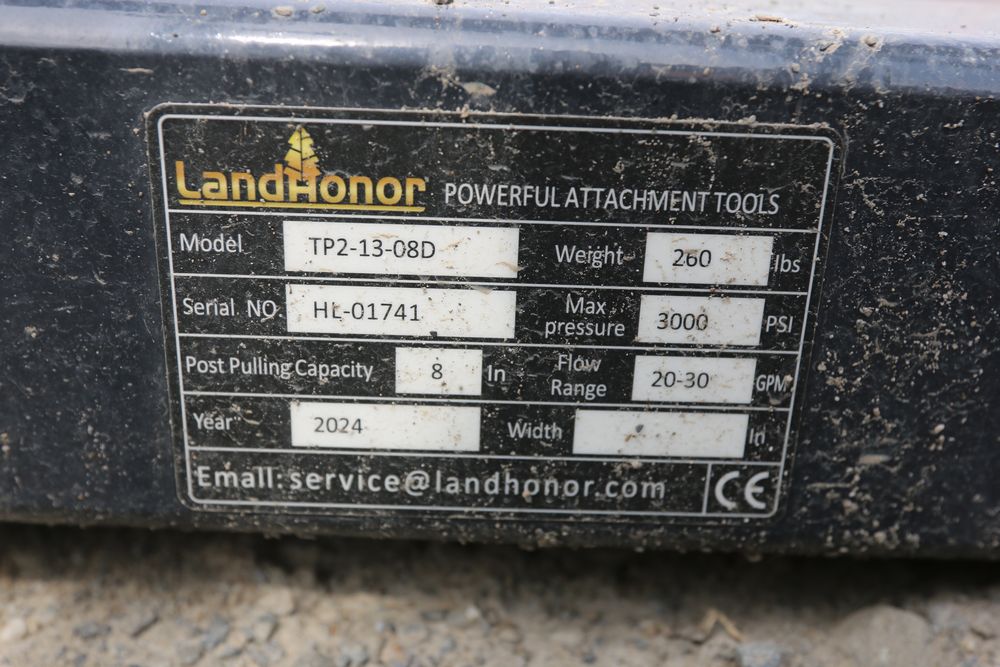 LandHonor POWERFUL ATTACHMENT TOOLS
Model TP2-13-08D Weight 260 lbs
Serial NO HL-01741 Max pressure 3000 PSI
Post Pulling Capacity 8 In Flow Range 20-30 GPM
Year 2024 Width In
Emall: service@landhonor.com CE